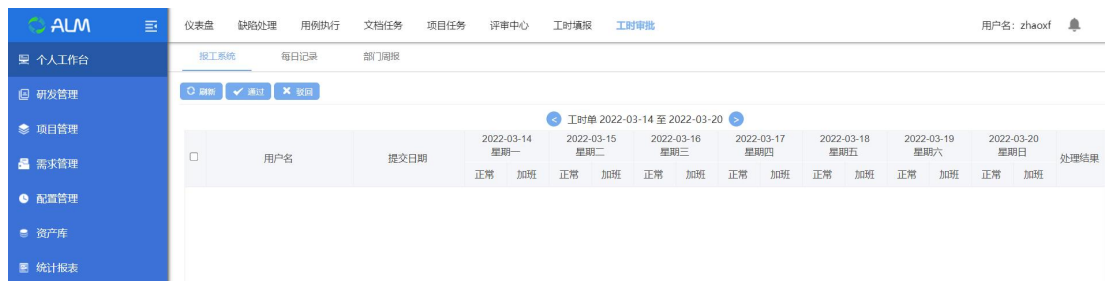 ALM
仪表盘 缺陷处理 用例执行 文档任务 项目任务 评审中心 工时填报 工时审批 用户名：zhaoxf
个人工作台
研发管理
项目管理
需求管理
配置管理
资产库
统计报表
报工系统 每日记录 部门周报
刷新 通过 驳回
工时单 2022-03-14 至 2022-03-20
用户名 提交日期 2022-03-14 2022-03-15 2022-03-16 2022-03-17 2022-03-18 2022-03-19 2022-03-20 处理结果
星期一 星期二 星期三 星期四 星期五 星期六 星期日
正常 加班 正常 加班 正常 加班 正常 加班 正常 加班 正常 加班 正常 加班